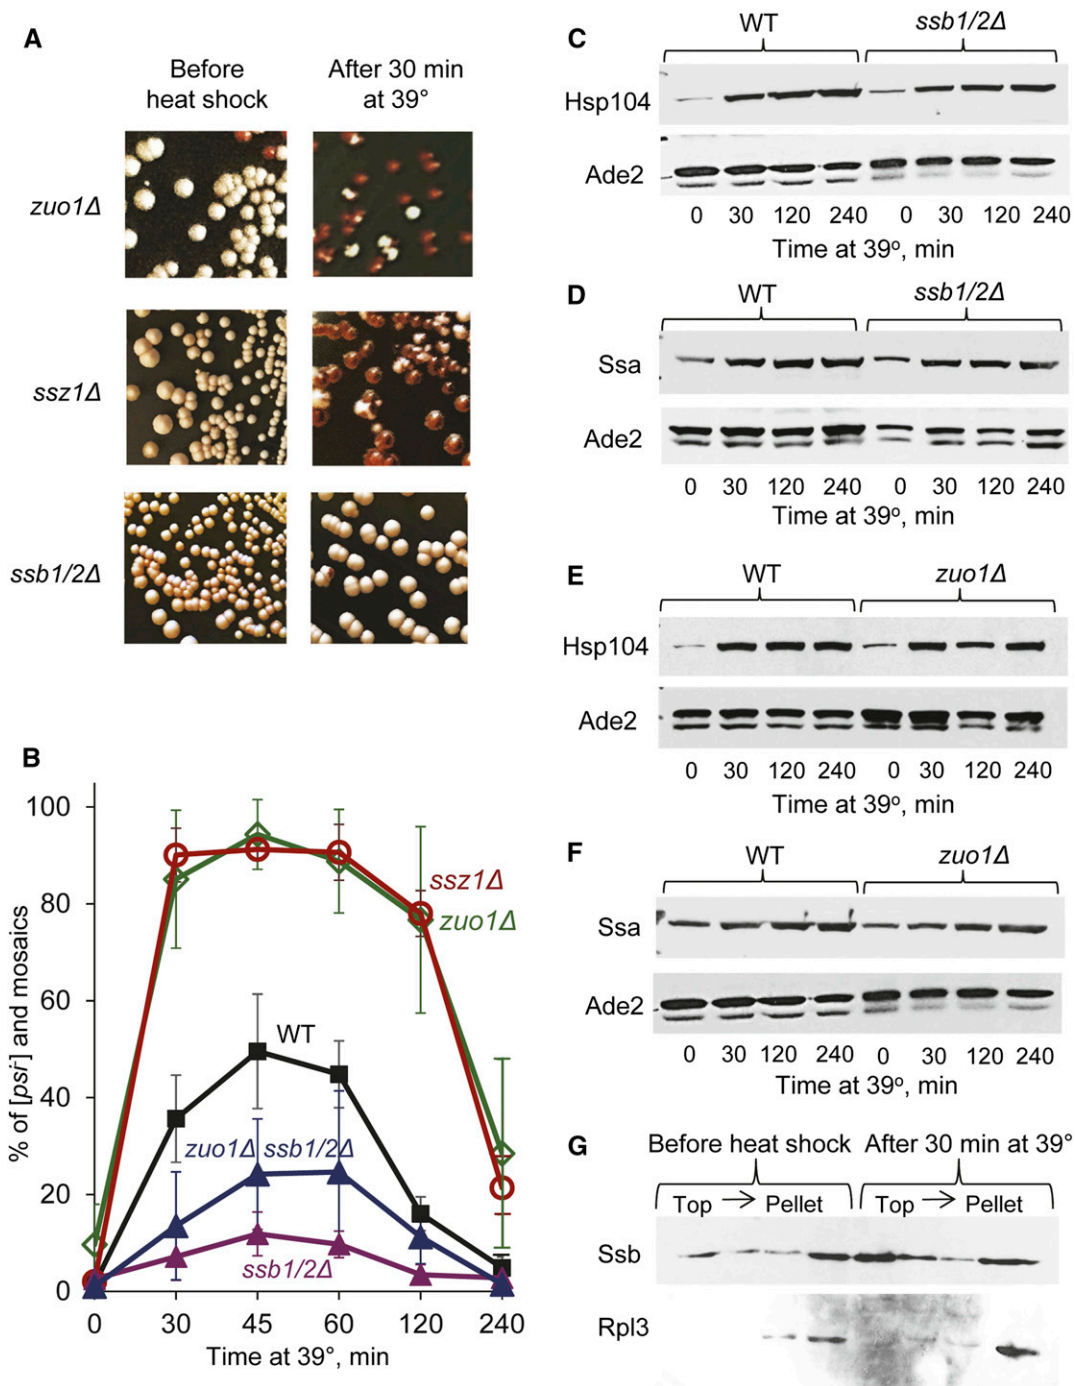 A
Before
heat shock
After 30 min
at 39°
zuo1Δ
ssz1Δ
ssb1/2Δ
B
% of [psi-] and mosaics
100
80
60
40
20
0
ssz1Δ
zuo1Δ
WT
zuo1Δ ssb1/2Δ
ssb1/2Δ
0 30 45 60 120 240
Time at 39°, min
C
WT ssb1/2Δ
Hsp104
Ade2
0 30 120 240 0 30 120 240
Time at 39º, min
D
WT ssb1/2Δ
Ssa
Ade2
0 30 120 240 0 30 120 240
Time at 39º, min
E
WT zuo1Δ
Hsp104
Ade2
0 30 120 240 0 30 120 240
Time at 39º, min
F
WT zuo1Δ
Ssa
Ade2
0 30 120 240 0 30 120 240
Time at 39º, min
G
Before heat shock After 30 min at 39°
Top → Pellet Top → Pellet
Ssb
Rpl3